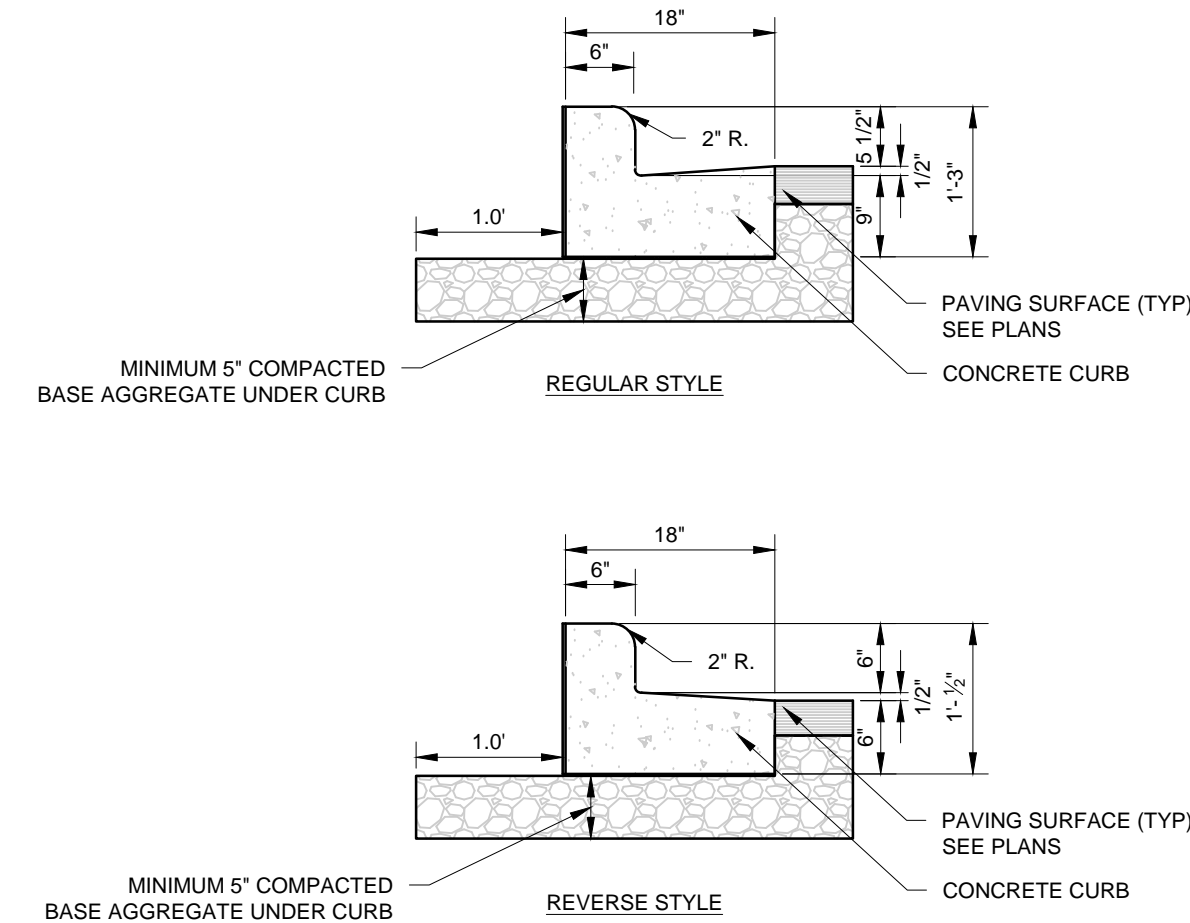 18"
6"
2" R.
5 1/2"
1/2"
1'-3"
9"
1.0'
PAVING SURFACE (TYP)
SEE PLANS
MINIMUM 5" COMPACTED
BASE AGGREGATE UNDER CURB
CONCRETE CURB
REGULAR STYLE
18"
6"
2" R.
6"
1/2"
1'- ½"
6"
1.0'
PAVING SURFACE (TYP)
SEE PLANS
MINIMUM 5" COMPACTED
BASE AGGREGATE UNDER CURB
CONCRETE CURB
REVERSE STYLE